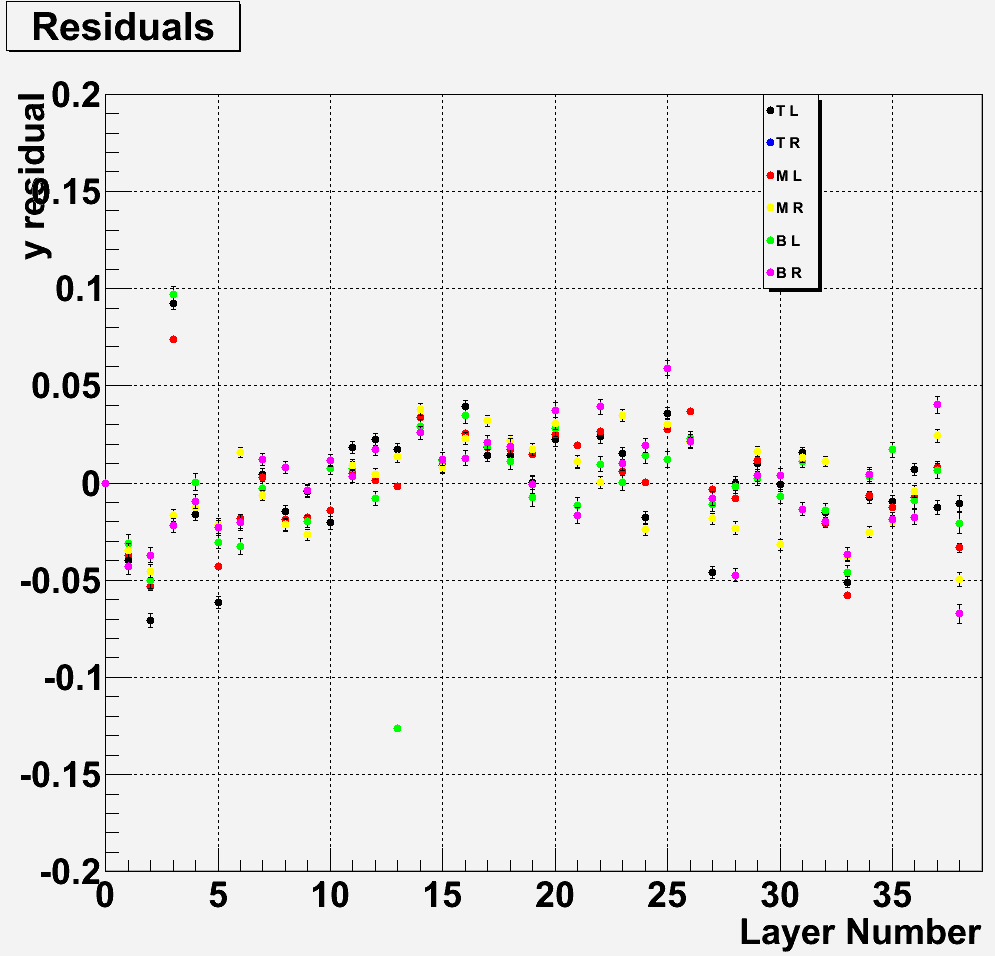 Residuals
y residual
0.2
0.15
0.1
0.05
0
-0.05
-0.1
-0.15
-0.2
T L
T R
M L
M R
B L
B R
0 5 10 15 20 25 30 35
Layer Number